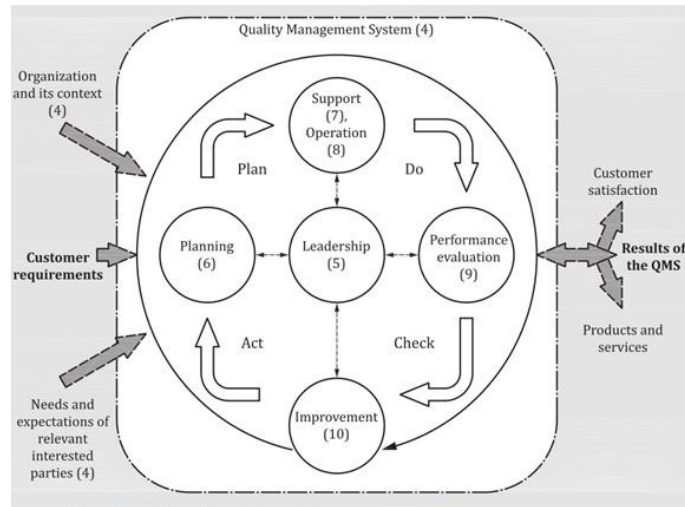 Quality Management System (4)
Organization
and its context
(4)
Support
(7),
Operation
(8)
Plan
Do
Customer
satisfaction
Customer
requirements
Planning
(6)
Leadership
(5)
Performance
evaluation
(9)
Results of
the QMS
Act
Check
Products and
services
Needs and
expectations of
relevant
interested
parties (4)
Improvement
(10)